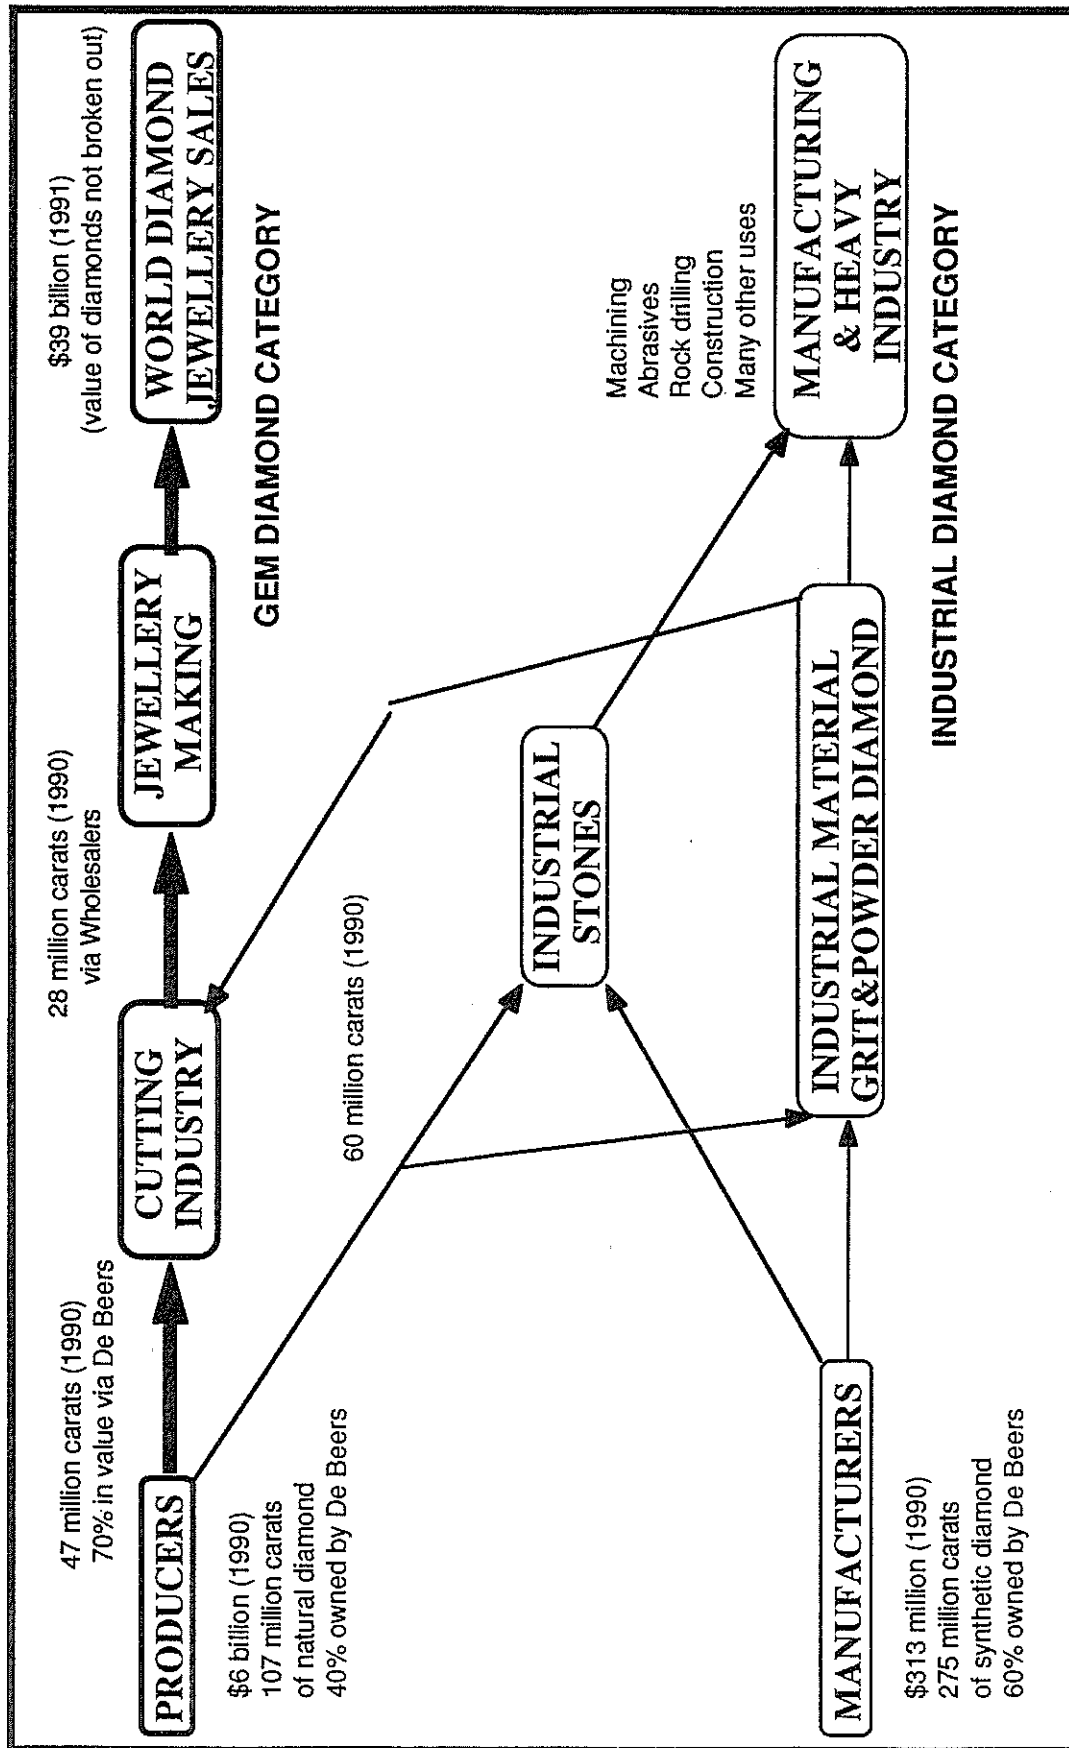 47 million carats (1990)
70% in value via De Beers
28 million carats (1990)
via Wholesalers
$39 billion (1991)
(value of diamonds not broken out)
PRODUCERS
CUTTING
INDUSTRY
JEWELLERY
MAKING
WORLD DIAMOND
JEWELLERY SALES
$6 billion (1990)
107 million carats
of natural diamond
40% owned by De Beers
GEM DIAMOND CATEGORY
60 million carats (1990)
INDUSTRIAL
STONES
Machining
Abrasives
Rock drilling
Construction
Many other uses
MANUFACTURERS
INDUSTRIAL MATERIAL
GRIT&POWDER DIAMOND
MANUFACTURING
& HEAVY
INDUSTRY
$313 million (1990)
275 million carats
of synthetic diamond
60% owned by De Beers
INDUSTRIAL DIAMOND CATEGORY